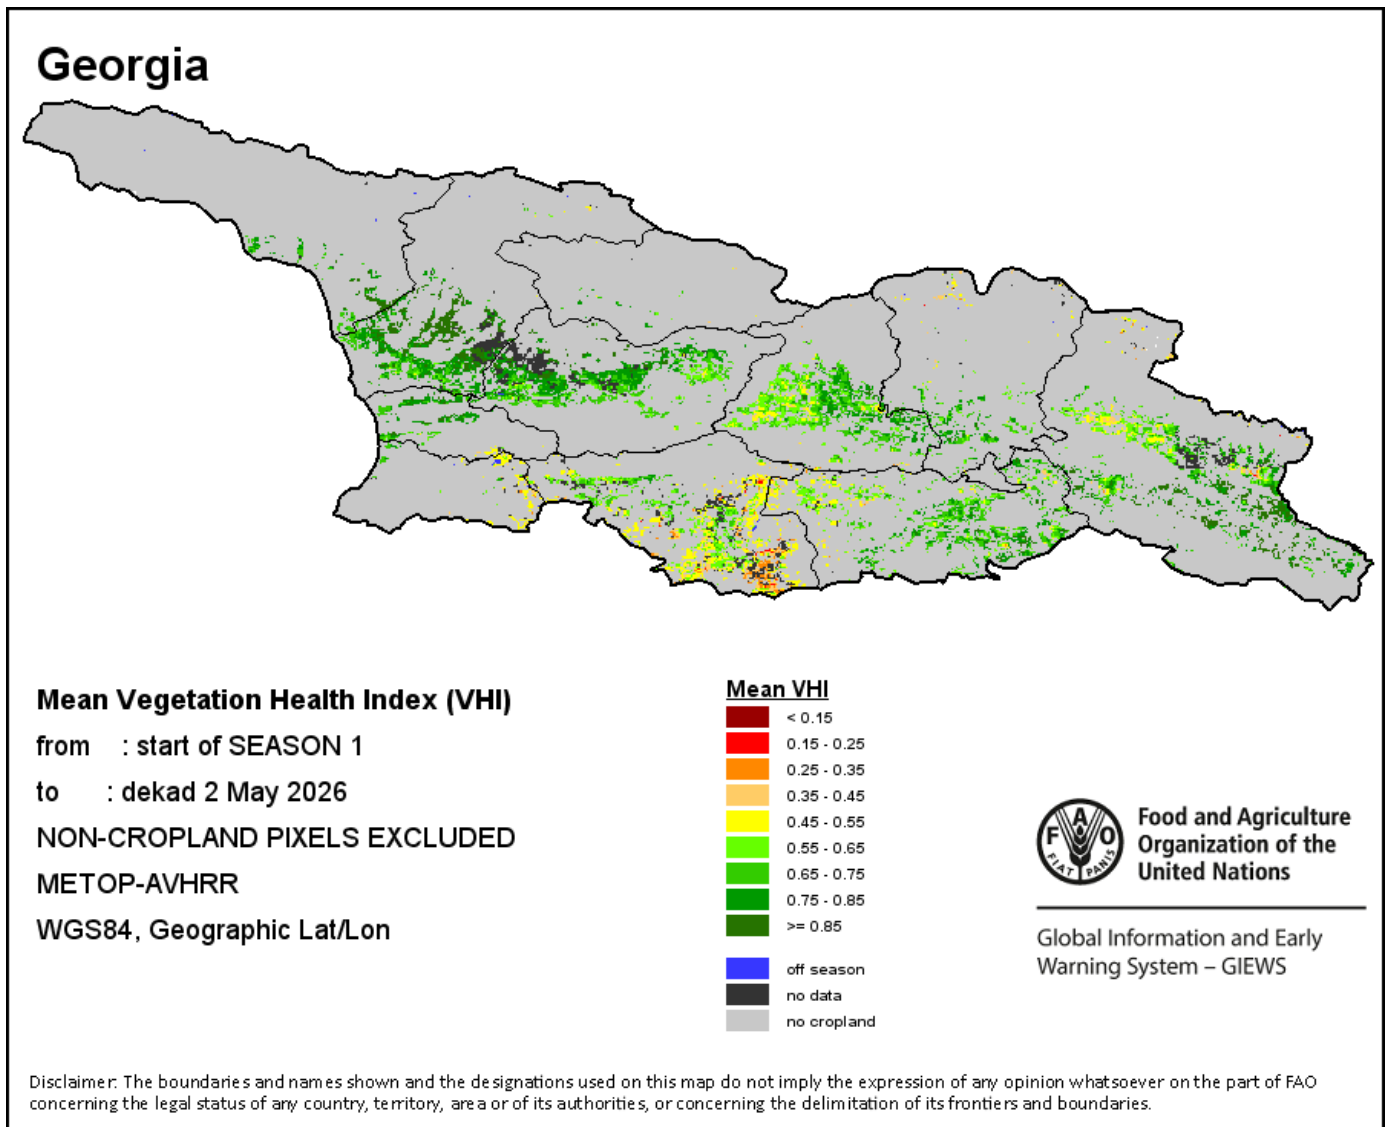 Georgia
Mean Vegetation Health Index (VHI)
from : start of SEASON 1
to : dekad 2 May 2026
NON-CROPLAND PIXELS EXCLUDED
METOP-AVHRR
WGS84, Geographic Lat/Lon
Mean VHI
< 0.15
0.15 - 0.25
0.25 - 0.35
0.35 - 0.45
0.45 - 0.55
0.55 - 0.65
0.65 - 0.75
0.75 - 0.85
>= 0.85
off season
no data
no cropland
F A O
FIAT PANIS
Food and Agriculture
Organization of the
United Nations
Global Information and Early
Warning System – GIEWS
Disclaimer: The boundaries and names shown and the designations used on this map do not imply the expression of any opinion whatsoever on the part of FAO
concerning the legal status of any country, territory, area or of its authorities, or concerning the delimitation of its frontiers and boundaries.